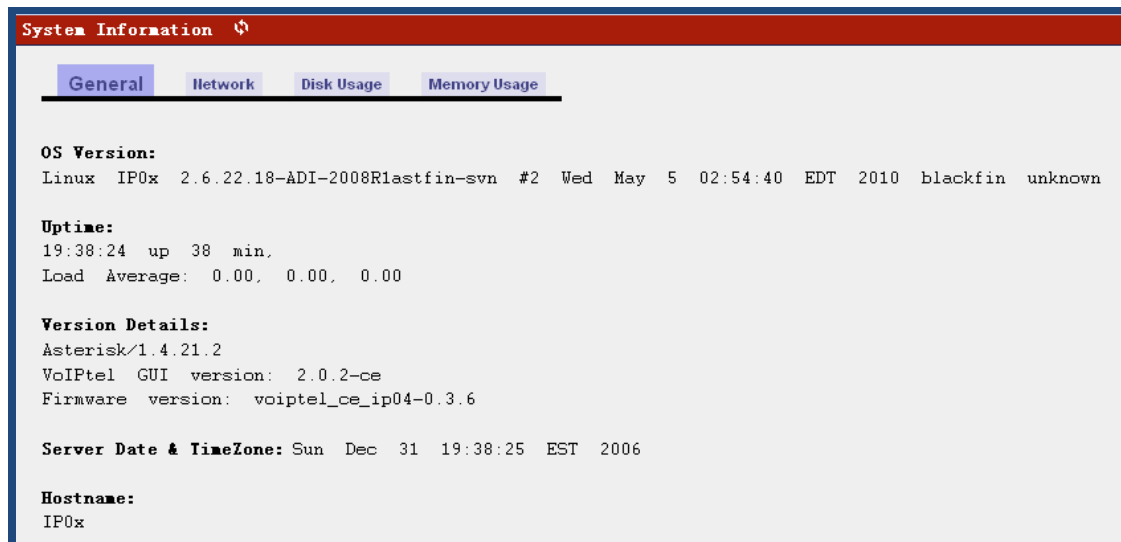 System Information
General Network Disk Usage Memory Usage
OS Version:
Linux IP0x 2.6.22.18-ADI-2008R1astfin-svn #2 Wed May 5 02:54:40 EDT 2010 blackfin unknown
Uptime:
19:38:24 up 38 min,
Load Average: 0.00, 0.00, 0.00
Version Details:
Asterisk/1.4.21.2
VoIPtel GUI version: 2.0.2-ce
Firmware version: voiptel_ce_ip04-0.3.6
Server Date & TimeZone: Sun Dec 31 19:38:25 EST 2006
Hostname:
IP0x